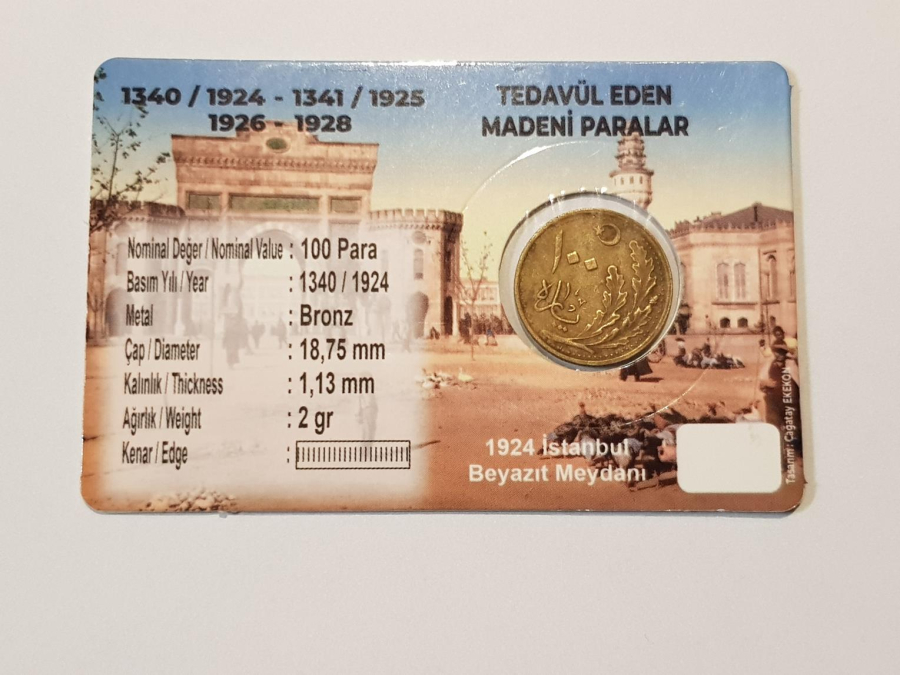 1340 / 1924 - 1341 / 1925
1926 - 1928
TEDAVÜL EDEN
MADENİ PARALAR
Nominal Değer / Nominal Value : 100 Para
Basım Yılı / Year : 1340 / 1924
Metal : Bronz
Çap / Diameter : 18,75 mm
Kalınlık / Thickness : 1,13 mm
Ağırlık / Weight : 2 gr
Kenar / Edge :
١٠٠
پاره
1924 İstanbul
Beyazıt Meydanı
Tasarım : Çağatay EKEKON